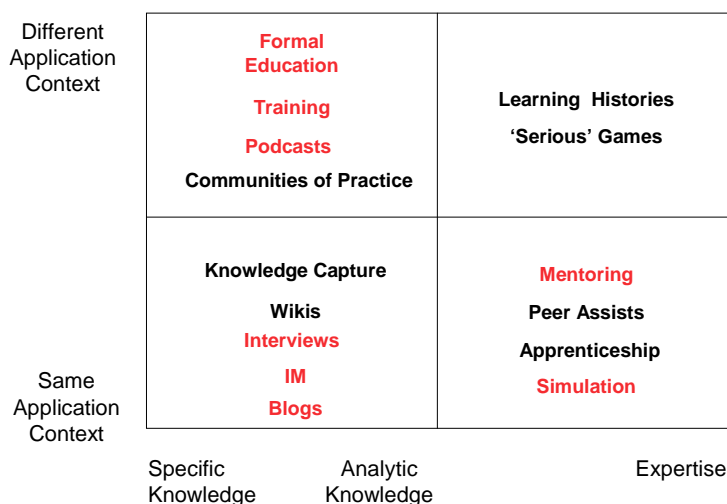 Different
Application
Context
Formal
Education
Training
Podcasts
Communities of Practice
Learning Histories
‘Serious’ Games
Same
Application
Context
Knowledge Capture
Wikis
Interviews
IM
Blogs
Mentoring
Peer Assists
Apprenticeship
Simulation
Specific
Knowledge
Analytic
Knowledge
Expertise